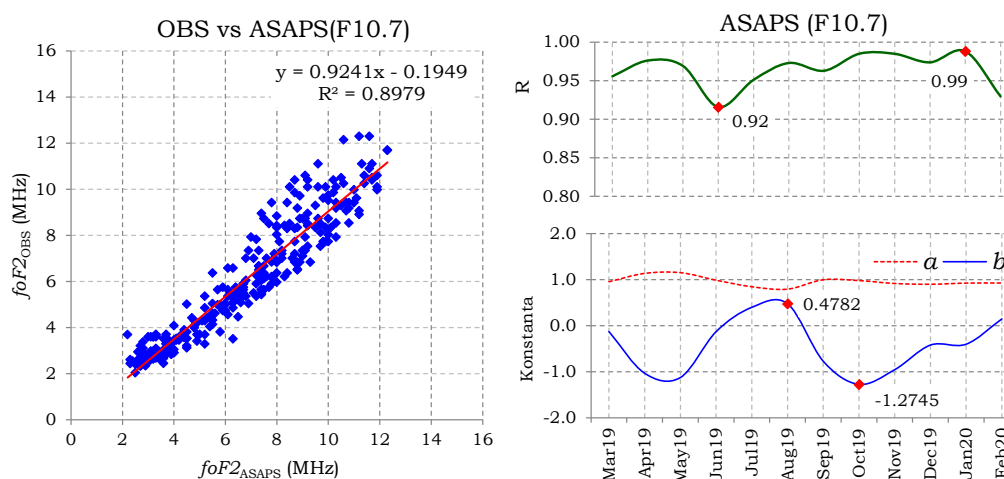 OBS vs ASAPS(F10.7)
y = 0.9241x - 0.1949
R² = 0.8979
16
14
12
10
8
6
4
2
0
foF2OBS (MHz)
0 2 4 6 8 10 12 14 16
foF2ASAPS (MHz)
ASAPS (F10.7)
1.00
0.95
0.90
0.85
0.80
R
0.92
0.99
2.0
1.0
0.0
-1.0
-2.0
Konstanta
a b
0.4782
-1.2745
Mar19
Apr19
May19
Jun19
Jul19
Aug19
Sep19
Oct19
Nov19
Dec19
Jan20
Feb20